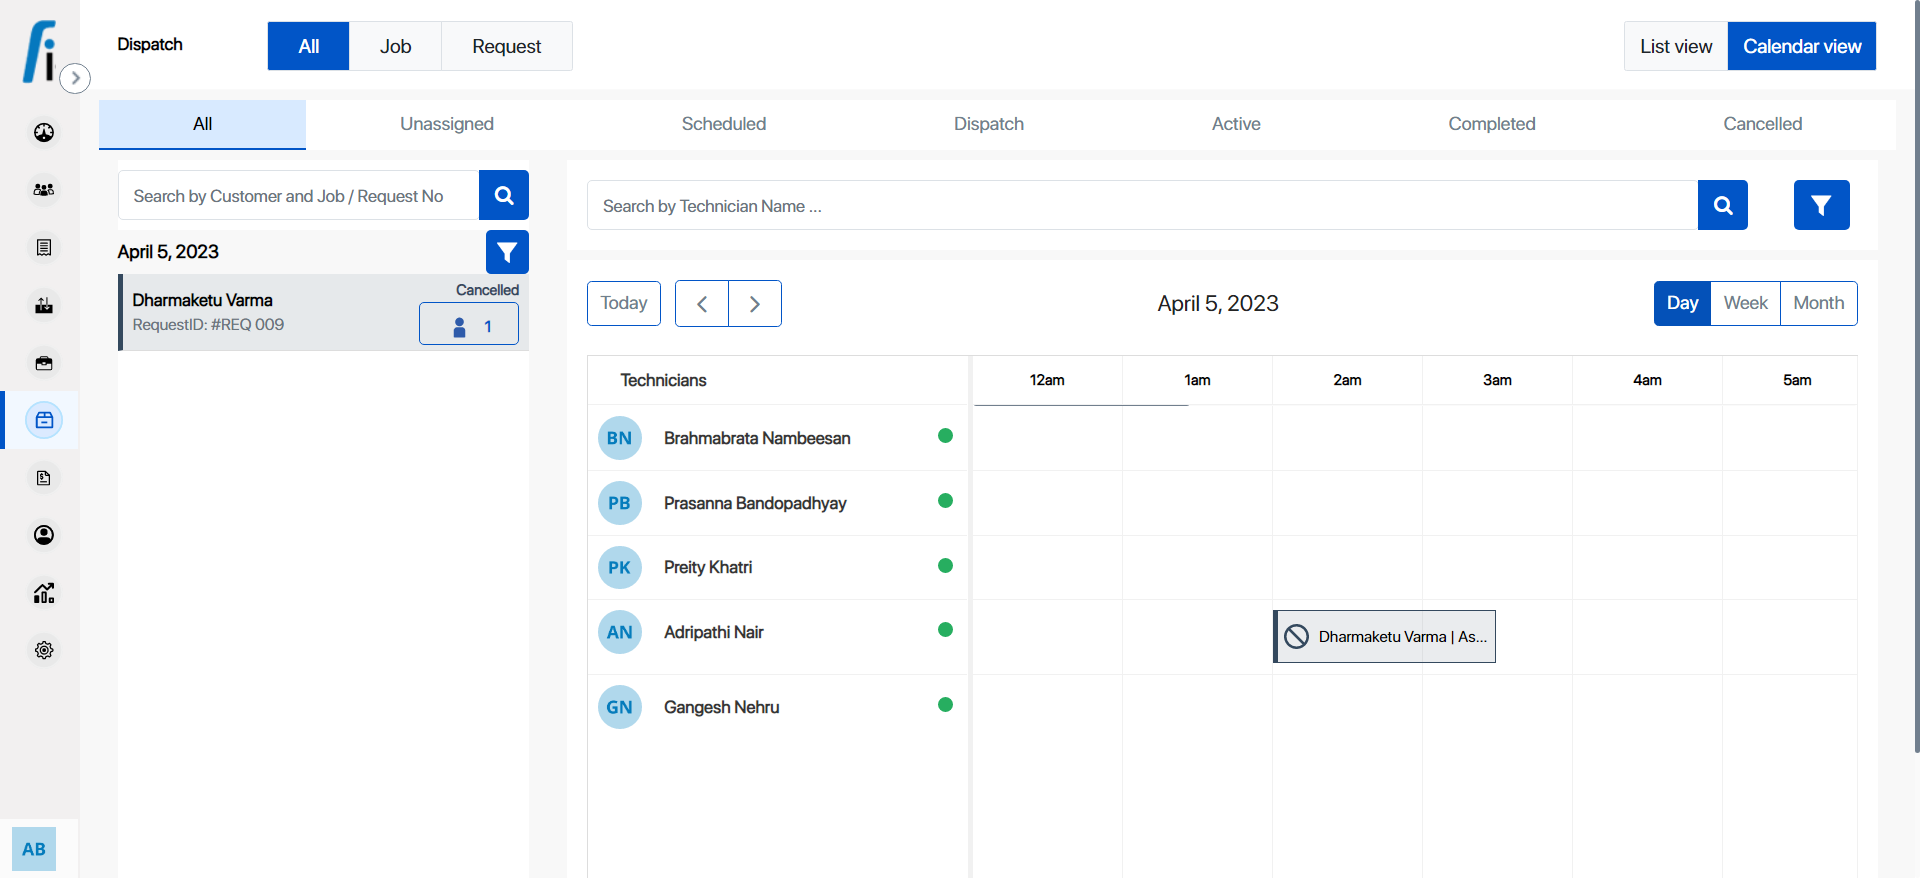 fi
Dispatch
All
Job
Request
List view
Calendar view
All
Unassigned
Scheduled
Dispatch
Active
Completed
Cancelled
Search by Customer and Job / Request No
Search by Technician Name ...
April 5, 2023
Dharmaketu Varma
Cancelled
RequestID: #REQ 009
1
Today
April 5, 2023
Day
Week
Month
Technicians
12am
1am
2am
3am
4am
5am
BN
Brahmabrata Nambeesan
PB
Prasanna Bandopadhyay
PK
Preity Khatri
AN
Adripathi Nair
Dharmaketu Varma | As...
GN
Gangesh Nehru
AB